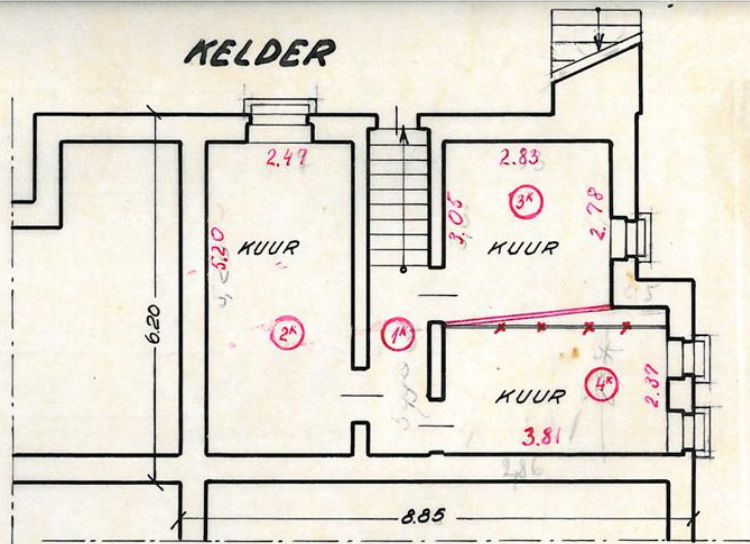 KELDER
2.49
2.83
3K
3.05
2.78
5.20
KUUR
KUUR
6.20
2K
1K
4K
KUUR
2.37
3.81
2.86
8.85